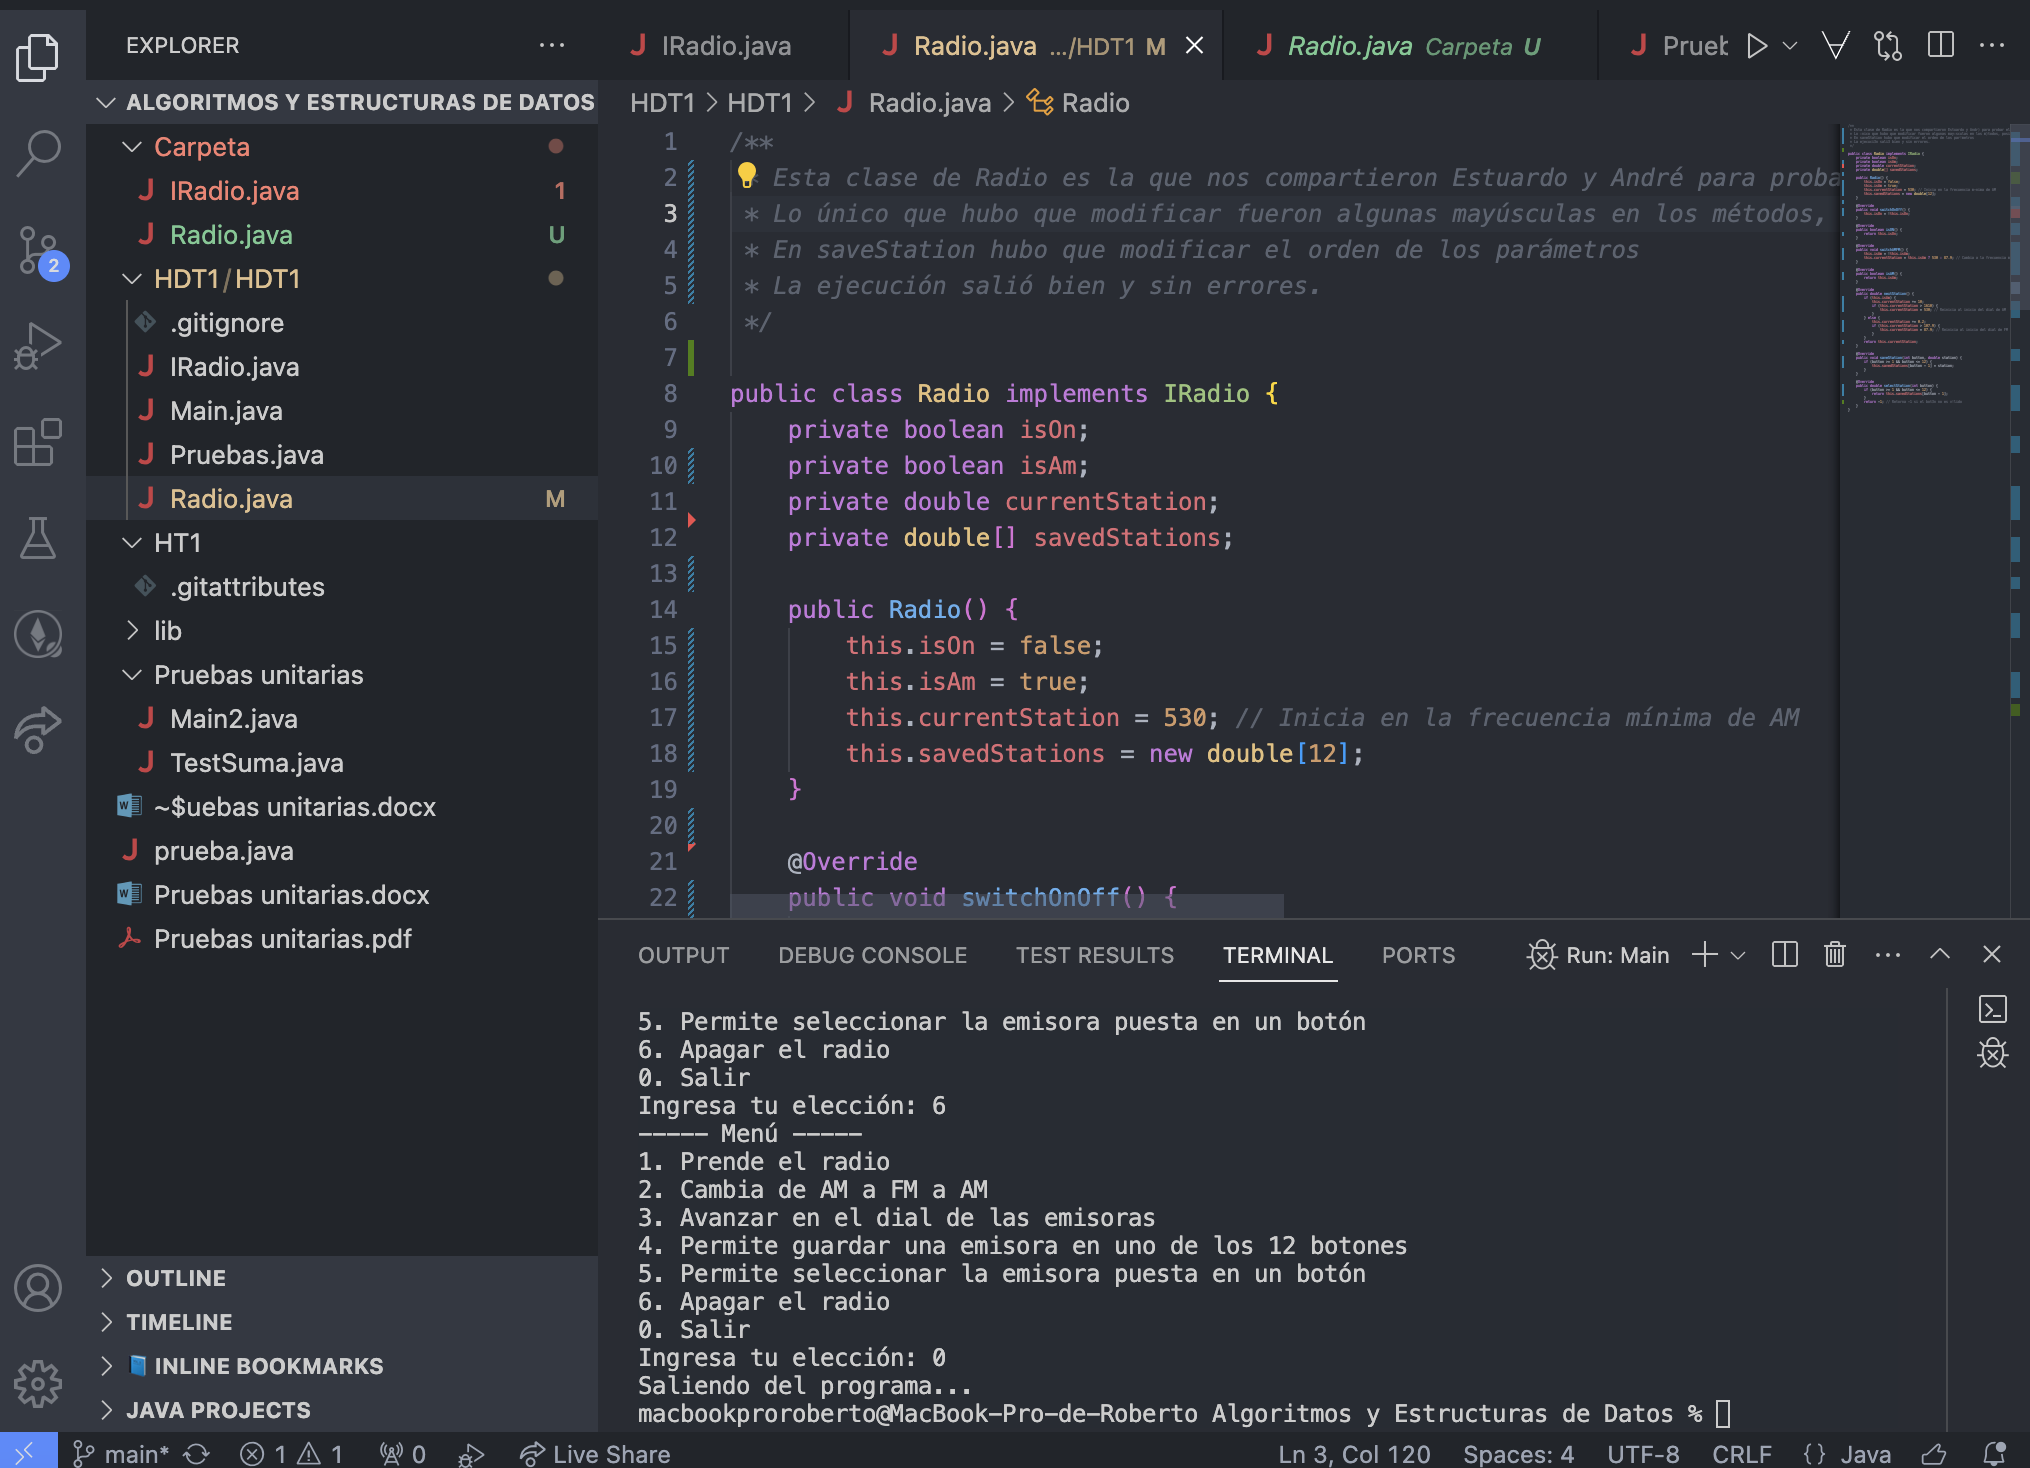 EXPLORER
IRadio.java
Radio.java .../HDT1 M
Radio.java Carpeta U
Prueb
ALGORITMOS Y ESTRUCTURAS DE DATOS
Carpeta
IRadio.java 1
Radio.java U
HDT1/HDT1
.gitignore
IRadio.java
Main.java
Pruebas.java
Radio.java M
HT1
.gitattributes
lib
Pruebas unitarias
Main2.java
TestSuma.java
~$uebas unitarias.docx
prueba.java
Pruebas unitarias.docx
Pruebas unitarias.pdf
2
OUTLINE
TIMELINE
INLINE BOOKMARKS
JAVA PROJECTS
HDT1 > HDT1 > Radio.java > Radio
1 /**
2 * Esta clase de Radio es la que nos compartieron Estuardo y André para proba
3 * Lo único que hubo que modificar fueron algunas mayúsculas en los métodos,
4 * En saveStation hubo que modificar el orden de los parámetros
5 * La ejecución salió bien y sin errores.
6 */
7
8 public class Radio implements IRadio {
9 private boolean isOn;
10 private boolean isAm;
11 private double currentStation;
12 private double[] savedStations;
13
14 public Radio() {
15 this.isOn = false;
16 this.isAm = true;
17 this.currentStation = 530; // Inicia en la frecuencia mínima de AM
18 this.savedStations = new double[12];
19 }
20
21 @Override
22 public void switchOnOff() {
OUTPUT DEBUG CONSOLE TEST RESULTS TERMINAL PORTS Run: Main
5. Permite seleccionar la emisora puesta en un botón
6. Apagar el radio
0. Salir
Ingresa tu elección: 6
----- Menú -----
1. Prende el radio
2. Cambia de AM a FM a AM
3. Avanzar en el dial de las emisoras
4. Permite guardar una emisora en uno de los 12 botones
5. Permite seleccionar la emisora puesta en un botón
6. Apagar el radio
0. Salir
Ingresa tu elección: 0
Saliendo del programa...
macbookproroberto@MacBook-Pro-de-Roberto Algoritmos y Estructuras de Datos %
main* 1 1 0 Live Share Ln 3, Col 120 Spaces: 4 UTF-8 CRLF {} Java